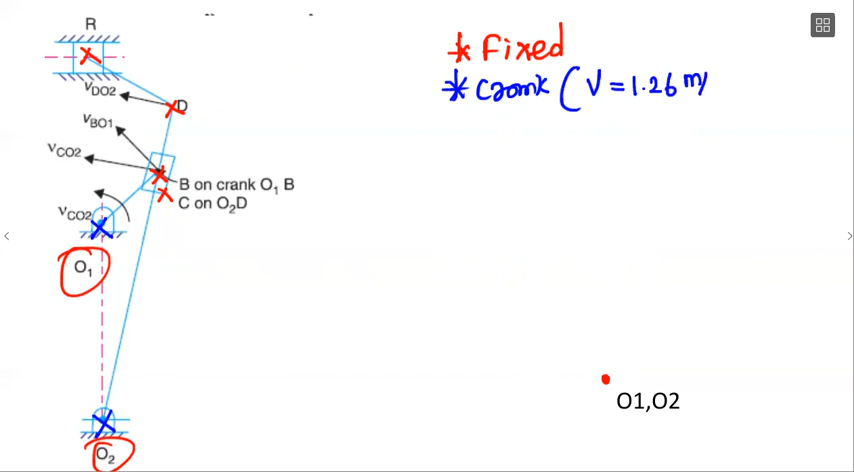 R
* Fixed
* Crank ( V = 1.26 m/
vDO2
D
vBO1
vCO2
B on crank O1 B
C on O2D
vCO2
O1
O1,O2
O2